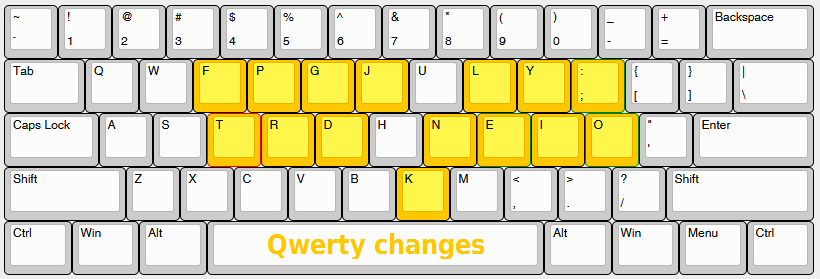 ~ ! @ # $ % ^ & * ( ) _ + Backspace
` 1 2 3 4 5 6 7 8 9 0 - =
Tab Q W F P G J U L Y : { } |
; [ ] \
Caps Lock A S T R D H N E I O " Enter
'
Shift Z X C V B K M < > ? Shift
, . /
Ctrl Win Alt Qwerty changes Alt Win Menu Ctrl